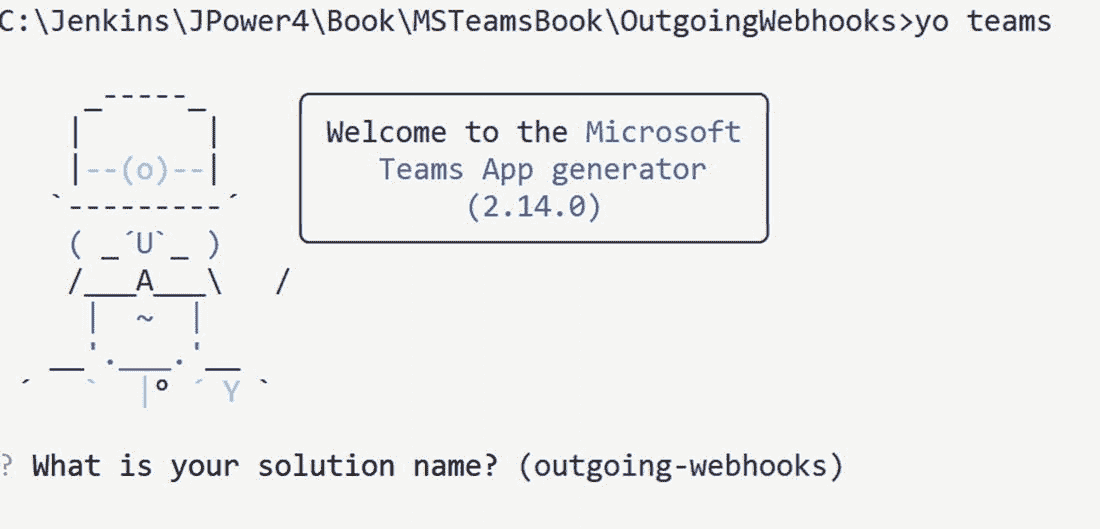 C:\Jenkins\JPower4\Book\MSTeamsBook\OutgoingWebhooks>yo teams
Welcome to the Microsoft
Teams App generator
(2.14.0)
? What is your solution name? (outgoing-webhooks)